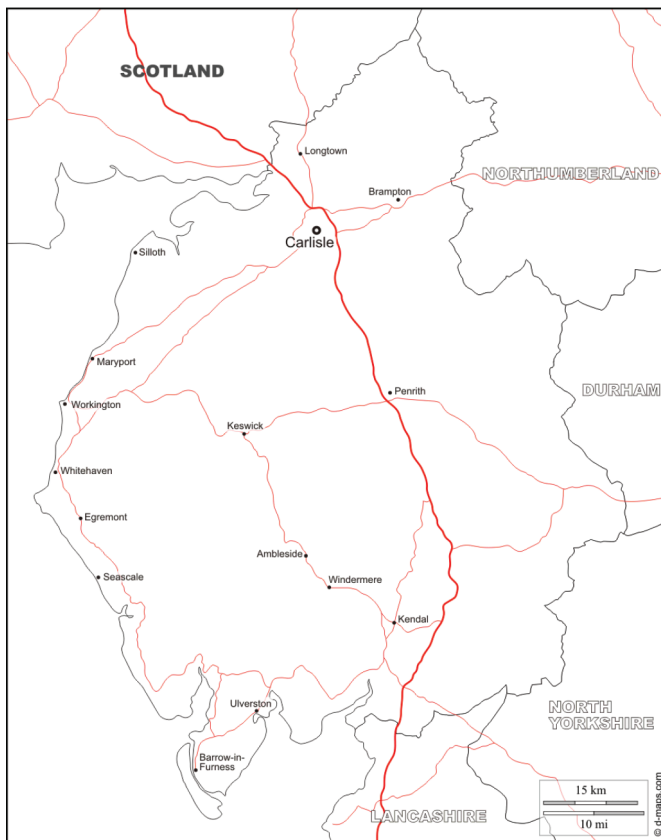 SCOTLAND
Longtown
NORTHUMBERLAND
Brampton
Carlisle
Silloth
Maryport
Penrith
DURHAM
Workington
Keswick
Whitehaven
Egremont
Ambleside
Seascale
Windermere
Kendal
Ulverston
NORTH
YORKSHIRE
Barrow-in-
Furness
15 km
LANCASHIRE
10 mi
© d-maps.com